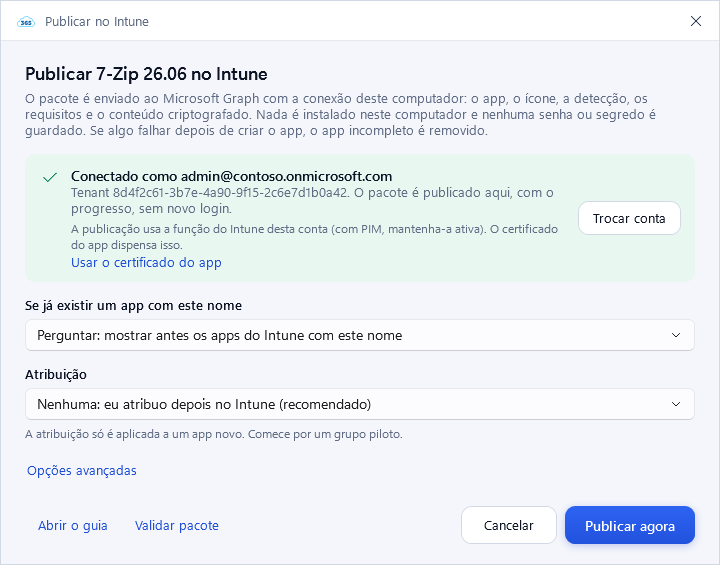 365
Publicar no Intune
Publicar 7-Zip 26.06 no Intune
O pacote é enviado ao Microsoft Graph com a conexão deste computador: o app, o ícone, a detecção, os
requisitos e o conteúdo criptografado. Nada é instalado neste computador e nenhuma senha ou segredo é
guardado. Se algo falhar depois de criar o app, o app incompleto é removido.
Conectado como admin@contoso.onmicrosoft.com
Tenant 8d4f2c61-3b7e-4a90-9f15-2c6e7d1b0a42. O pacote é publicado aqui, com o
progresso, sem novo login.
A publicação usa a função do Intune desta conta (com PIM, mantenha-a ativa). O certificado
do app dispensa isso.
Usar o certificado do app
Trocar conta
Se já existir um app com este nome
Perguntar: mostrar antes os apps do Intune com este nome
Atribuição
Nenhuma: eu atribuo depois no Intune (recomendado)
A atribuição só é aplicada a um app novo. Comece por um grupo piloto.
Opções avançadas
Abrir o guia
Validar pacote
Cancelar
Publicar agora